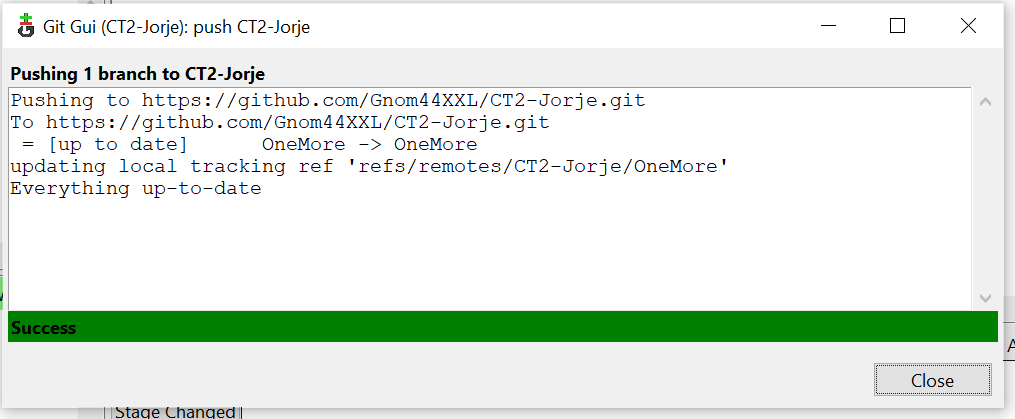 Git Gui (CT2-Jorje): push CT2-Jorje
Pushing 1 branch to CT2-Jorje
Pushing to https://github.com/Gnom44XXL/CT2-Jorje.git
To https://github.com/Gnom44XXL/CT2-Jorje.git
 = [up to date]      OneMore -> OneMore
updating local tracking ref 'refs/remotes/CT2-Jorje/OneMore'
Everything up-to-date
Success
Close
Stage Changed